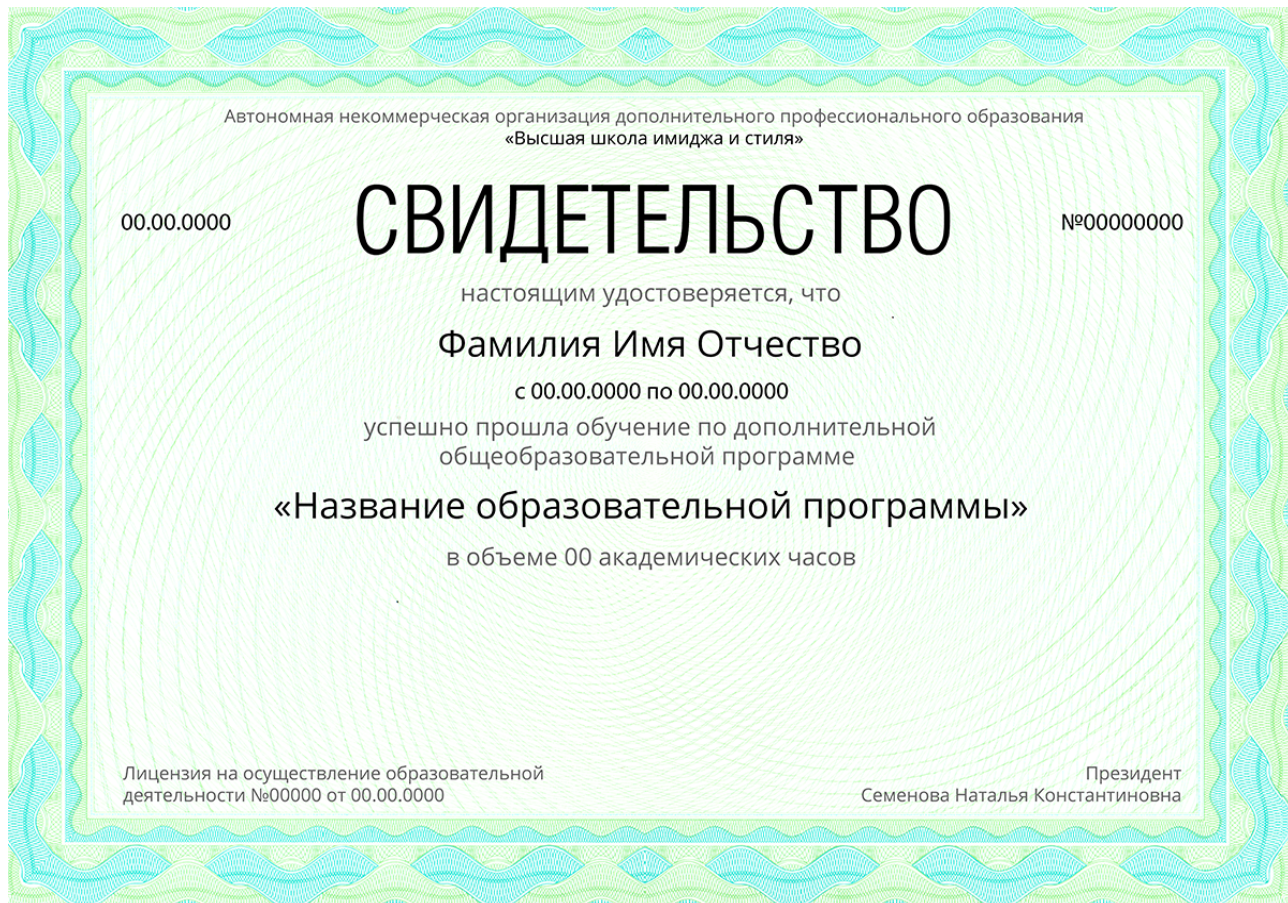 Автономная некоммерческая организация дополнительного профессионального образования
«Высшая школа имиджа и стиля»
СВИДЕТЕЛЬСТВО
00.00.0000
№00000000
настоящим удостоверяется, что
Фамилия Имя Отчество
с 00.00.0000 по 00.00.0000
успешно прошла обучение по дополнительной
общеобразовательной программе
«Название образовательной программы»
в объеме 00 академических часов
Лицензия на осуществление образовательной
деятельности №00000 от 00.00.0000
Президент
Семенова Наталья Константиновна